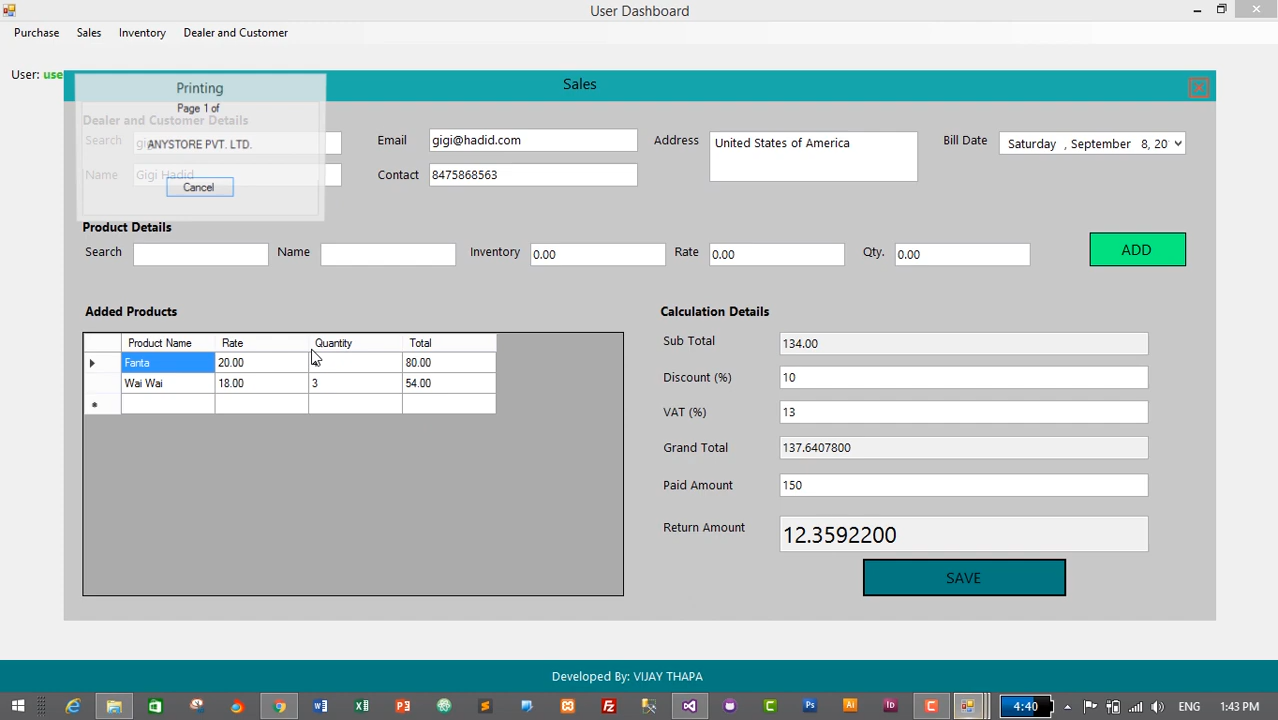 User Dashboard
Purchase Sales Inventory Dealer and Customer
User: use
Sales
Printing
Page 1 of
ANYSTORE PVT. LTD.
Cancel
Dealer and Customer Details
Search gi
Name Gigi Hadid
Email gigi@hadid.com
Contact 8475868563
Address United States of America
Bill Date Saturday , September 8, 20
Product Details
Search Name Inventory 0.00 Rate 0.00 Qty. 0.00 ADD
Added Products
Product Name Rate Quantity Total
Fanta 20.00 80.00
Wai Wai 18.00 3 54.00
Calculation Details
Sub Total 134.00
Discount (%) 10
VAT (%) 13
Grand Total 137.6407800
Paid Amount 150
Return Amount 12.3592200
SAVE
Developed By: VIJAY THAPA
4:40 ENG 1:43 PM